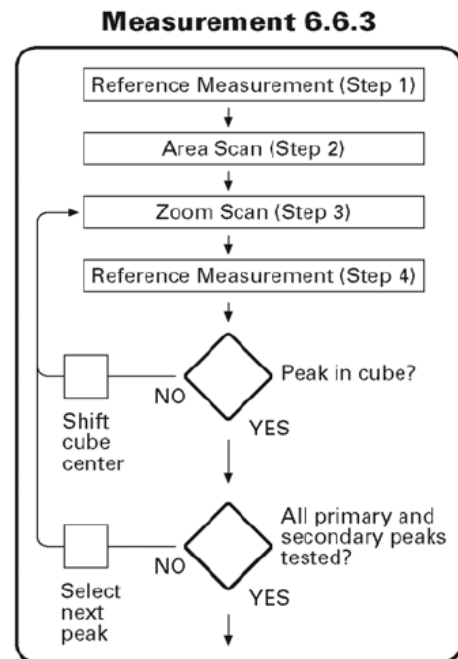 Measurement 6.6.3
Reference Measurement (Step 1)
Area Scan (Step 2)
Zoom Scan (Step 3)
Reference Measurement (Step 4)
Peak in cube?
NO
Shift
cube
center
YES
All primary and
secondary peaks
tested?
NO
Select
next
peak
YES